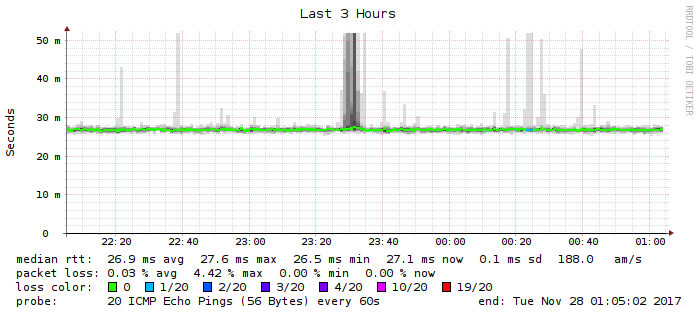 Last 3 Hours
RRDTOOL / TOBI OETIKER
Seconds
50 m
40 m
30 m
20 m
10 m
0
22:20 22:40 23:00 23:20 23:40 00:00 00:20 00:40 01:00
median rtt: 26.9 ms avg 27.6 ms max 26.5 ms min 27.1 ms now 0.1 ms sd 188.0 am/s
packet loss: 0.03 % avg 4.42 % max 0.00 % min 0.00 % now
loss color: 0 1/20 2/20 3/20 4/20 10/20 19/20
probe: 20 ICMP Echo Pings (56 Bytes) every 60s end: Tue Nov 28 01:05:02 2017